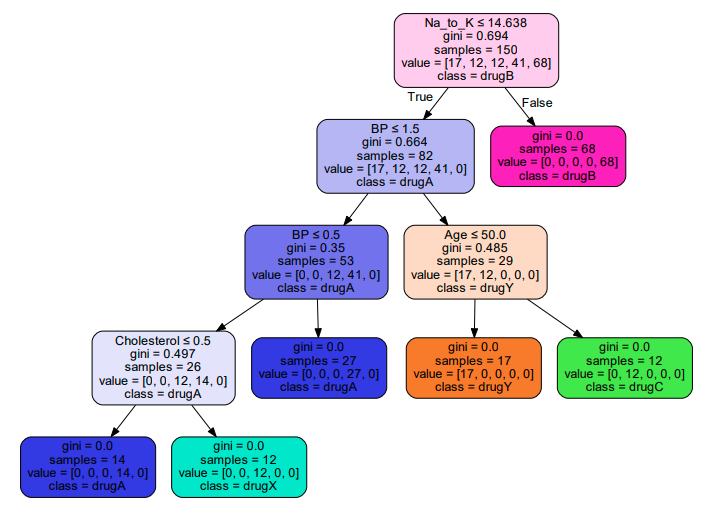 Na_to_K ≤ 14.638
gini = 0.694
samples = 150
value = [17, 12, 12, 41, 68]
class = drugB
True
False
BP ≤ 1.5
gini = 0.664
samples = 82
value = [17, 12, 12, 41, 0]
class = drugA
gini = 0.0
samples = 68
value = [0, 0, 0, 0, 68]
class = drugB
BP ≤ 0.5
gini = 0.35
samples = 53
value = [0, 0, 12, 41, 0]
class = drugA
Age ≤ 50.0
gini = 0.485
samples = 29
value = [17, 12, 0, 0, 0]
class = drugY
Cholesterol ≤ 0.5
gini = 0.497
samples = 26
value = [0, 0, 12, 14, 0]
class = drugA
gini = 0.0
samples = 27
value = [0, 0, 0, 27, 0]
class = drugA
gini = 0.0
samples = 17
value = [17, 0, 0, 0, 0]
class = drugY
gini = 0.0
samples = 12
value = [0, 12, 0, 0, 0]
class = drugC
gini = 0.0
samples = 14
value = [0, 0, 0, 14, 0]
class = drugA
gini = 0.0
samples = 12
value = [0, 0, 12, 0, 0]
class = drugX